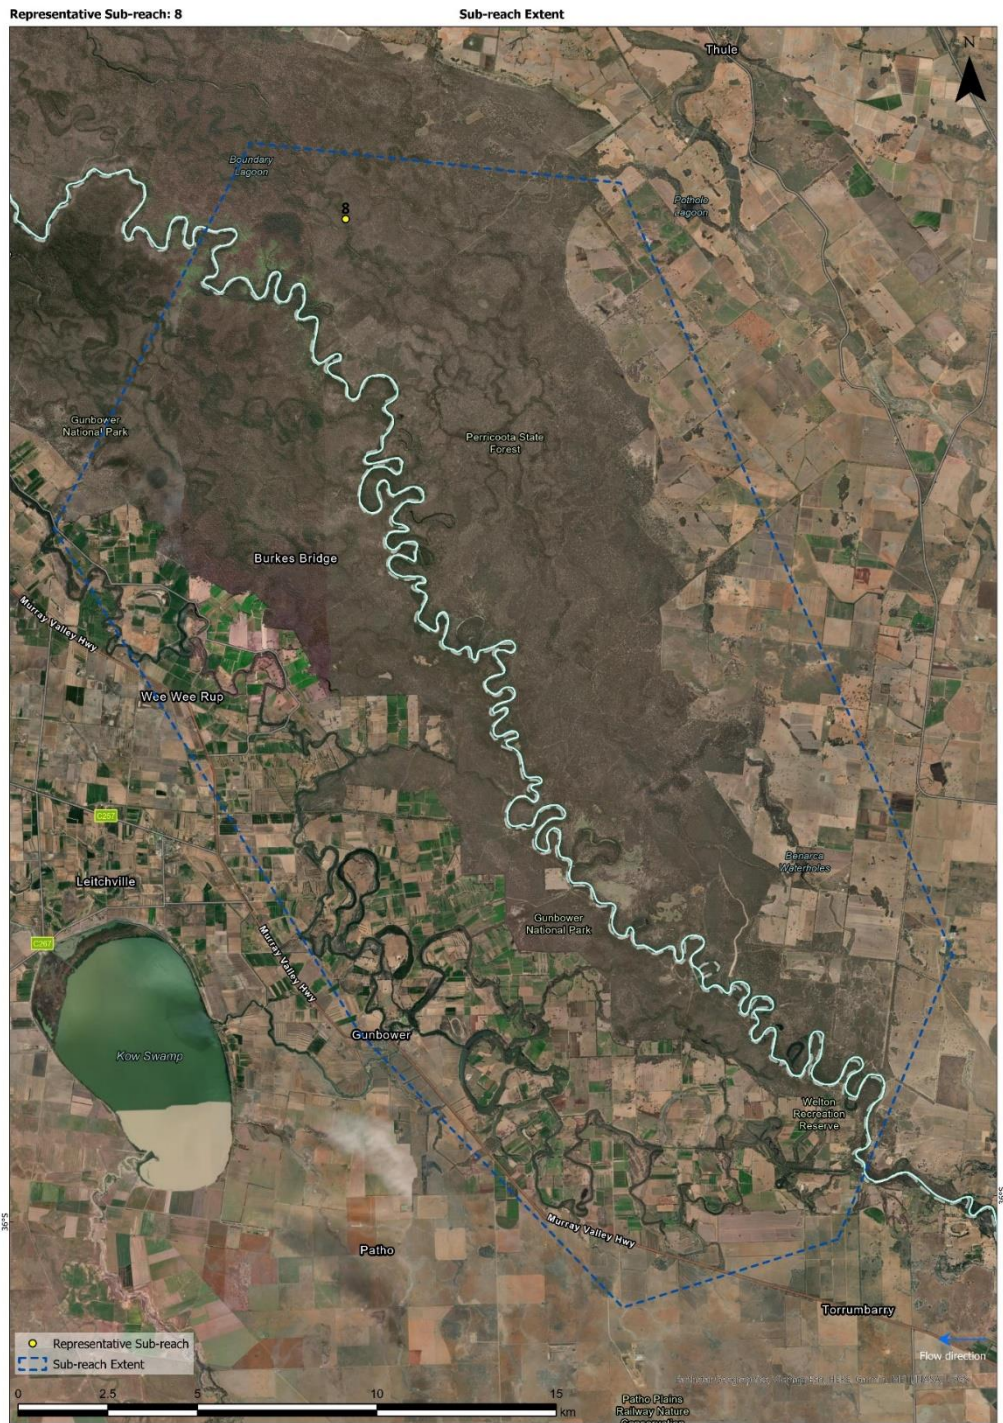 Representative Sub-reach: 8
Sub-reach Extent
Thule
N
Boundary
Lagoon
8
Pothole
Lagoon
Gunbower
National Park
Perricoota State
Forest
Burkes Bridge
Murray Valley Hwy
Wee Wee Rup
C257
Benarca
Waterholes
Leitchville
Gunbower
National Park
C267
Murray Valley Hwy
Gunbower
Kow Swamp
Welton
Recreation
Reserve
36°S
36°S
Murray Valley Hwy
Patho
Torrumbarry
Representative Sub-reach
Sub-reach Extent
Flow direction
0
2.5
5
10
15
km
Patho Plains
Railway Nature
Conservation